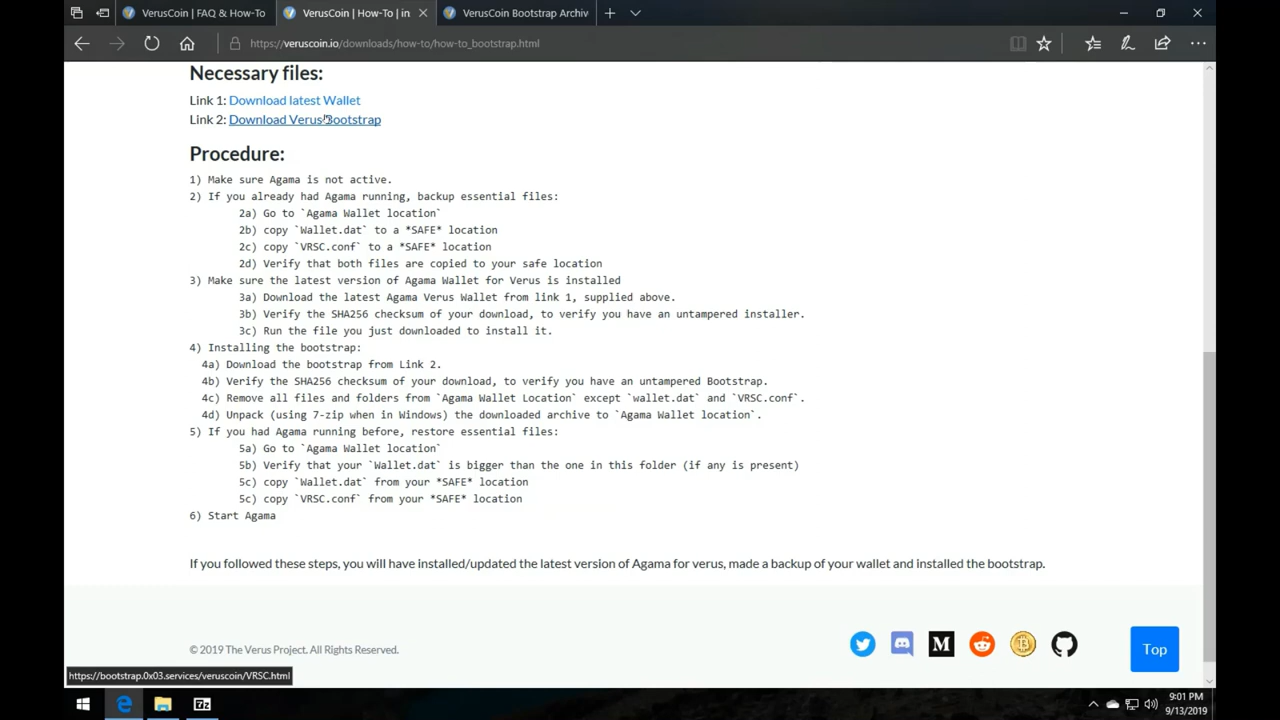 VerusCoin | FAQ & How-To
VerusCoin | How-To | in
VerusCoin Bootstrap Archiv
https://veruscoin.io/downloads/how-to/how-to_bootstrap.html
Necessary files:
Link 1: Download latest Wallet
Link 2: Download Verus Bootstrap
Procedure:
1) Make sure Agama is not active.
2) If you already had Agama running, backup essential files:
2a) Go to `Agama Wallet location`
2b) copy `Wallet.dat` to a *SAFE* location
2c) copy `VRSC.conf` to a *SAFE* location
2d) Verify that both files are copied to your safe location
3) Make sure the latest version of Agama Wallet for Verus is installed
3a) Download the latest Agama Verus Wallet from link 1, supplied above.
3b) Verify the SHA256 checksum of your download, to verify you have an untampered installer.
3c) Run the file you just downloaded to install it.
4) Installing the bootstrap:
4a) Download the bootstrap from Link 2.
4b) Verify the SHA256 checksum of your download, to verify you have an untampered Bootstrap.
4c) Remove all files and folders from `Agama Wallet Location` except `wallet.dat` and `VRSC.conf`.
4d) Unpack (using 7-zip when in Windows) the downloaded archive to `Agama Wallet location`.
5) If you had Agama running before, restore essential files:
5a) Go to `Agama Wallet location`
5b) Verify that your `Wallet.dat` is bigger than the one in this folder (if any is present)
5c) copy `Wallet.dat` from your *SAFE* location
5c) copy `VRSC.conf` from your *SAFE* location
6) Start Agama
If you followed these steps, you will have installed/updated the latest version of Agama for verus, made a backup of your wallet and installed the bootstrap.
© 2019 The Verus Project. All Rights Reserved.
Top
https://bootstrap.0x03.services/veruscoin/VRSC.html
9:01 PM
9/13/2019